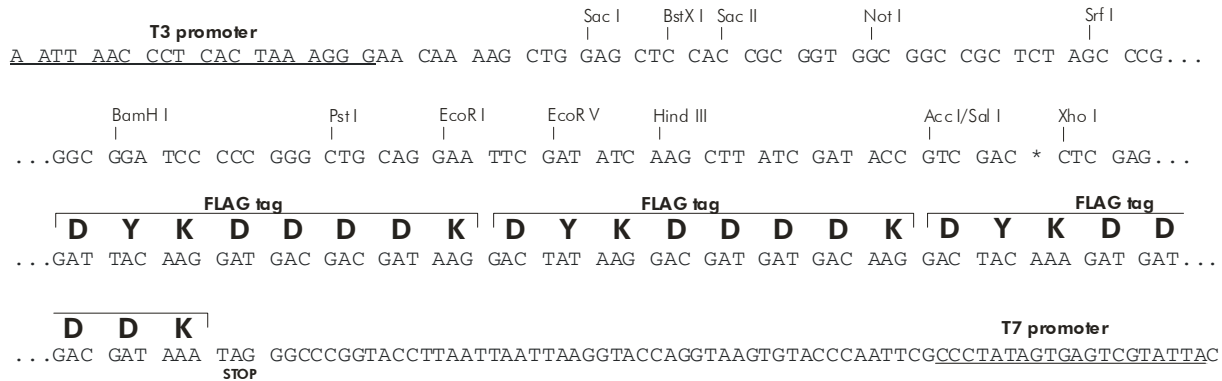 T3 promoter
Sac I BstX I Sac II Not I Srf I
A ATT AAC CCT CAC TAA AGG GAA CAA AAG CTG GAG CTC CAC CGC GGT GGC GGC CGC TCT AGC CCG...
BamH I Pst I EcoR I EcoR V Hind III Acc I/Sal I Xho I
...GGC GGA TCC CCC GGG CTG CAG GAA TTC GAT ATC AAG CTT ATC GAT ACC GTC GAC * CTC GAG...
FLAG tag FLAG tag FLAG tag
D Y K D D D D K D Y K D D D D K D Y K D D
...GAT TAC AAG GAT GAC GAC GAT AAG GAC TAT AAG GAC GAT GAT GAC AAG GAC TAC AAA GAT GAT...
D D K
T7 promoter
...GAC GAT AAA TAG GGCCCGGTACCTTAATTAATTAAGGTACCAGGTAAGTGTACCCAATTCGCCCTATAGTGAGTCGTATTAC
STOP